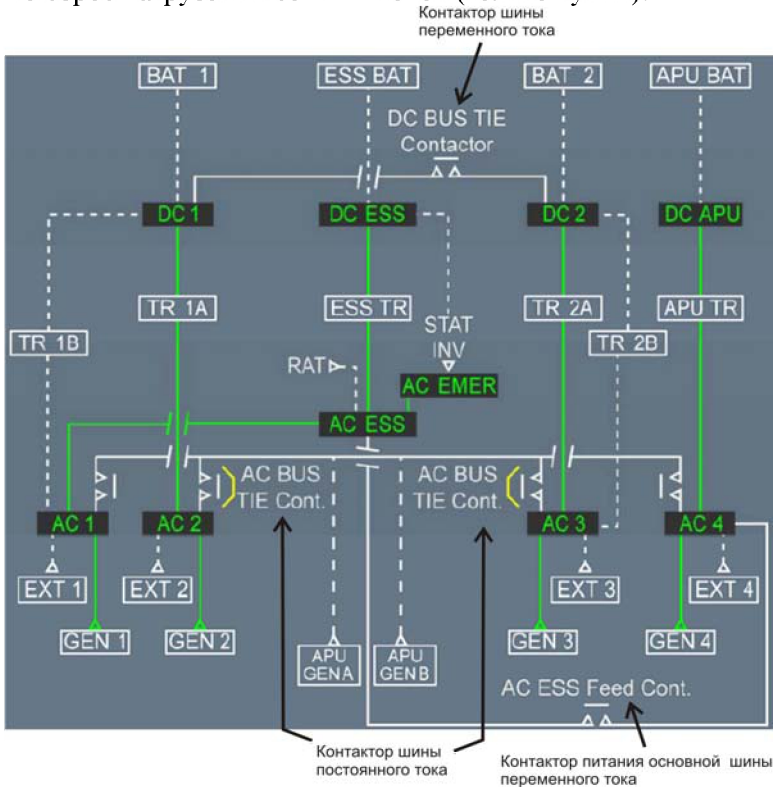 Контактор шины
переменного тока
BAT 1
ESS BAT
BAT 2
APU BAT
DC BUS TIE
Contactor
DC 1
DC ESS
DC 2
DC APU
TR 1A
ESS TR
TR 2A
APU TR
STAT
INV
TR 1B
TR 2B
RAT
AC EMER
AC ESS
AC BUS
TIE Cont.
AC BUS
TIE Cont.
AC 1
AC 2
AC 3
AC 4
EXT 1
EXT 2
EXT 3
EXT 4
GEN 1
GEN 2
APU
GEN A
APU
GEN B
GEN 3
GEN 4
AC ESS Feed Cont.
Контактор шины
постоянного тока
Контактор питания основной шины
переменного тока